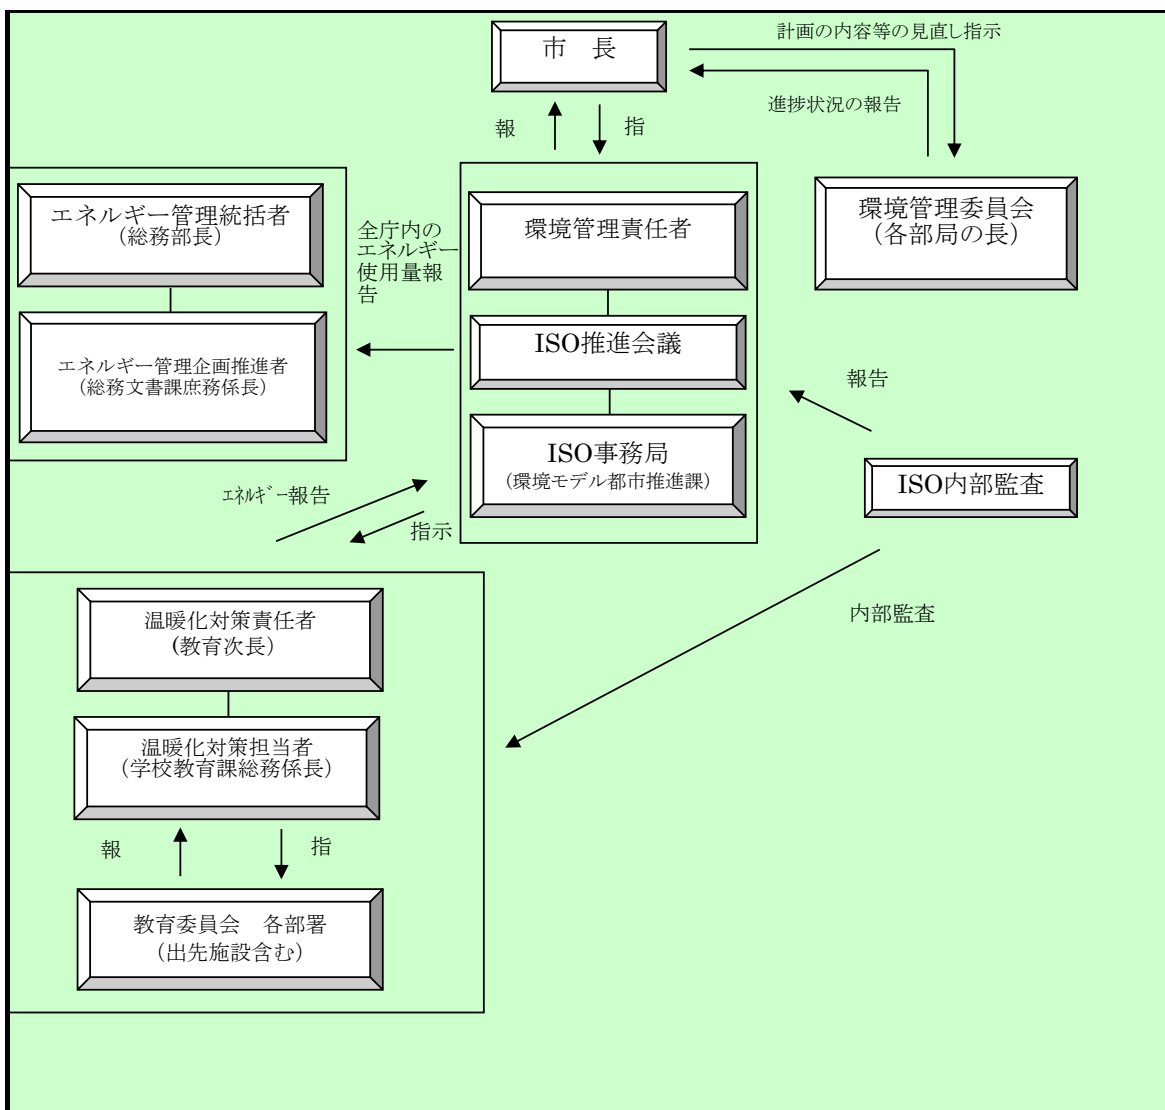 市　長
計画の内容等の見直し指示
進捗状況の報告
報
指
エネルギー管理統括者
（総務部長）
エネルギー管理企画推進者
（総務文書課庶務係長）
全庁内の
エネルギー
使用量報
告
環境管理責任者
ISO推進会議
ISO事務局
（環境モデル都市推進課）
環境管理委員会
（各部局の長）
報告
ISO内部監査
内部監査
ｴﾈﾙｷﾞｰ報告
指示
温暖化対策責任者
（教育次長）
温暖化対策担当者
（学校教育課総務係長）
報
指
教育委員会　各部署
（出先施設含む）